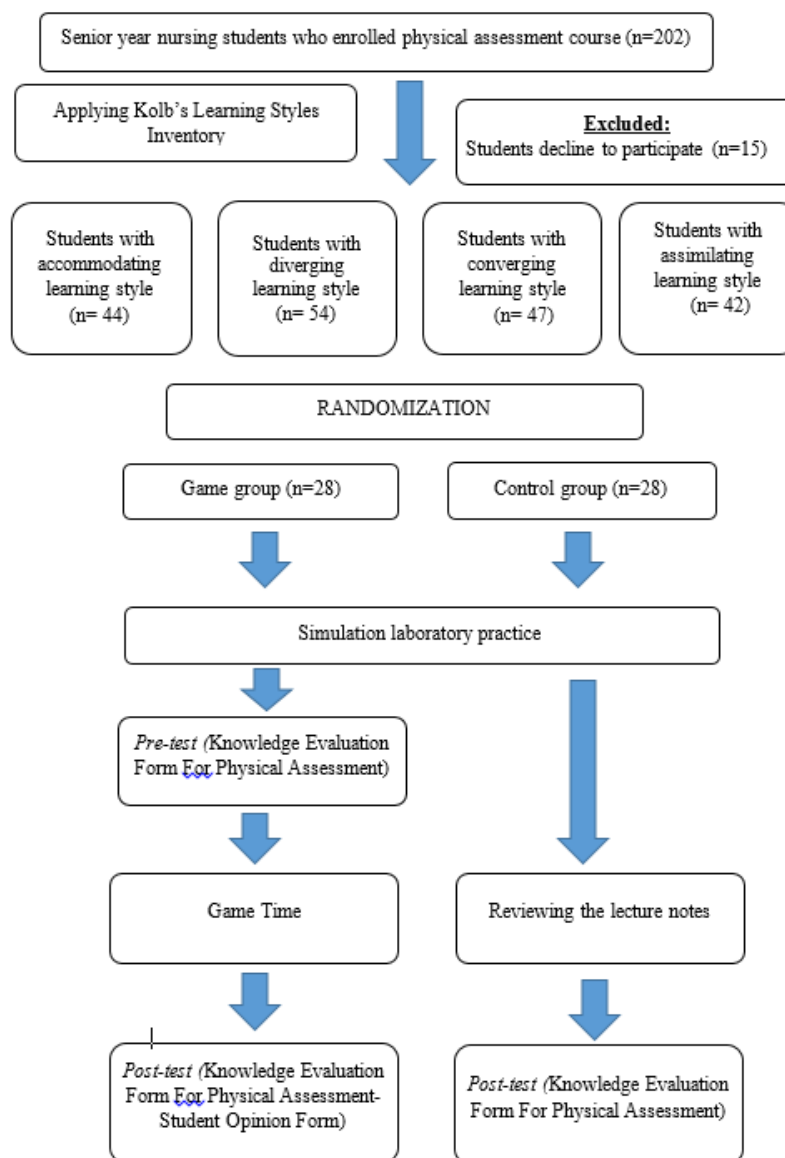 Senior year nursing students who enrolled physical assessment course (n=202)
Applying Kolb's Learning Styles
Inventory
Excluded:
Students decline to participate (n=15)
Students with
accommodating
learning style
(n= 44)
Students with
diverging
learning style
(n= 54)
Students with
converging
learning style
(n= 47)
Students with
assimilating
learning style
(n= 42)
RANDOMIZATION
Game group (n=28)
Control group (n=28)
Simulation laboratory practice
Pre-test (Knowledge Evaluation
Form For Physical Assessment)
Game Time
Reviewing the lecture notes
Post-test (Knowledge Evaluation
Form For Physical Assessment-
Student Opinion Form)
Post-test (Knowledge Evaluation
Form For Physical Assessment)